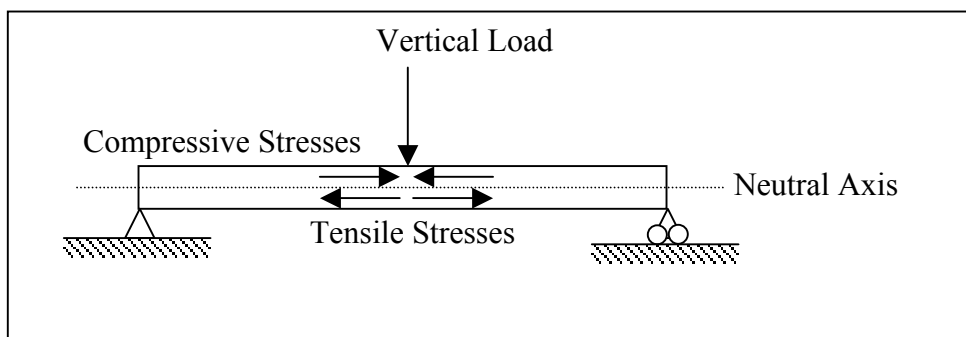 Vertical Load
Compressive Stresses
Neutral Axis
Tensile Stresses